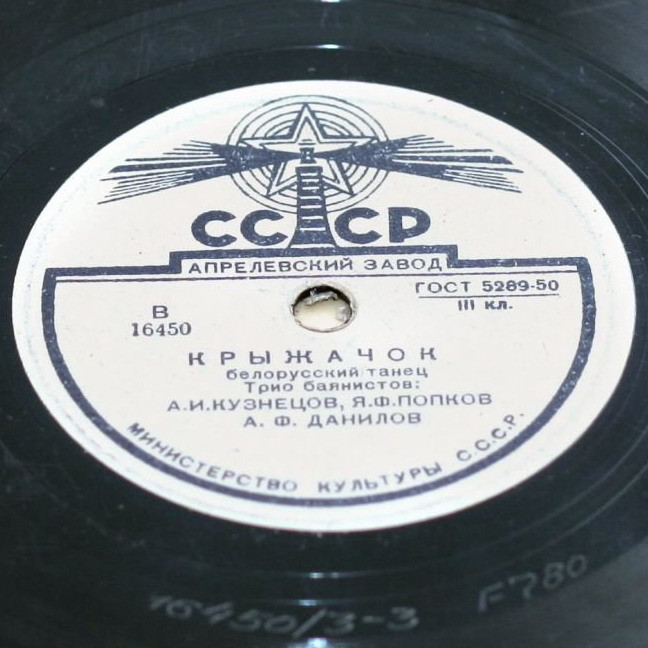 СССР
АПРЕЛЕВСКИЙ ЗАВОД
ГОСТ 5289-50
III кл.
В
16450
КРЫЖАЧОК
белорусский танец
Трио баянистов:
А.И.КУЗНЕЦОВ, Я.Ф.ПОПКОВ
А. Ф. ДАНИЛОВ
МИНИСТЕРСТВО КУЛЬТУРЫ С.С.С.Р.
16450/3-3 F780